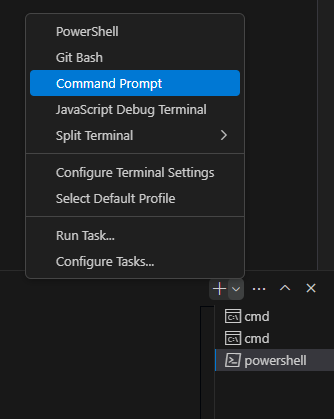 PowerShell
Git Bash
Command Prompt
JavaScript Debug Terminal
Split Terminal
Configure Terminal Settings
Select Default Profile
Run Task...
Configure Tasks...
cmd
cmd
powershell